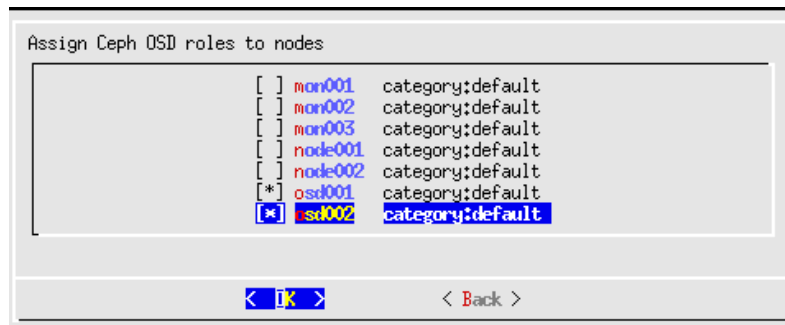 Assign Ceph OSD roles to nodes
[ ] mon001 category:default
[ ] mon002 category:default
[ ] mon003 category:default
[ ] node001 category:default
[ ] node002 category:default
[*] osd001 category:default
[*] osd002 category:default
< OK > < Back >